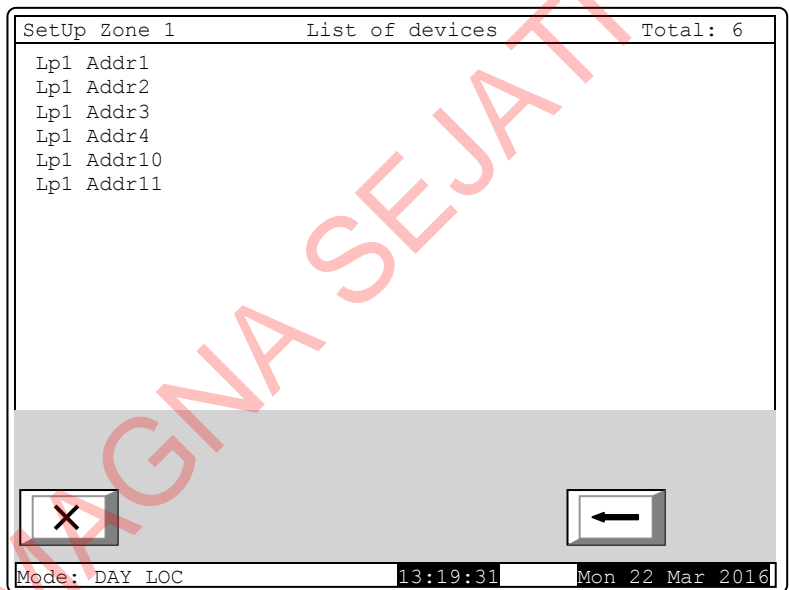 SetUp Zone 1 List of devices Total: 6
Lp1 Addr1
Lp1 Addr2
Lp1 Addr3
Lp1 Addr4
Lp1 Addr10
Lp1 Addr11
MAGNA SEJATI
Mode: DAY LOC 13:19:31 Mon 22 Mar 2016